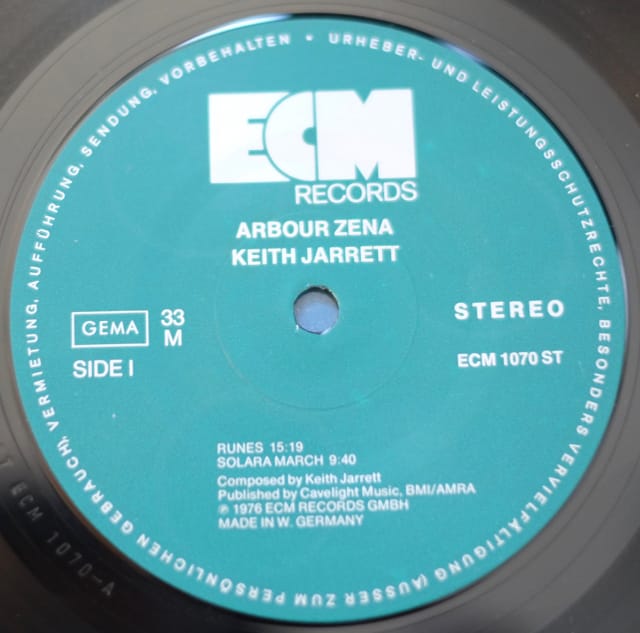 ECM
RECORDS
ARBOUR ZENA
KEITH JARRETT
GEMA
33
M
SIDE I
STEREO
ECM 1070 ST
RUNES 15:19
SOLARA MARCH 9:40
Composed by Keith Jarrett
Published by Cavelight Music, BMI/AMRA
℗ 1976 ECM RECORDS GMBH
MADE IN W. GERMANY
• URHEBER- UND LEISTUNGSSCHUTZRECHTE, BESONDERS VERVIELFÄLTIGUNG (AUSSER ZUM PERSÖNLICHEN GEBRAUCH), VERMIETUNG, AUFFÜHRUNG, SENDUNG, VORBEHALTEN
ECM 1070-A